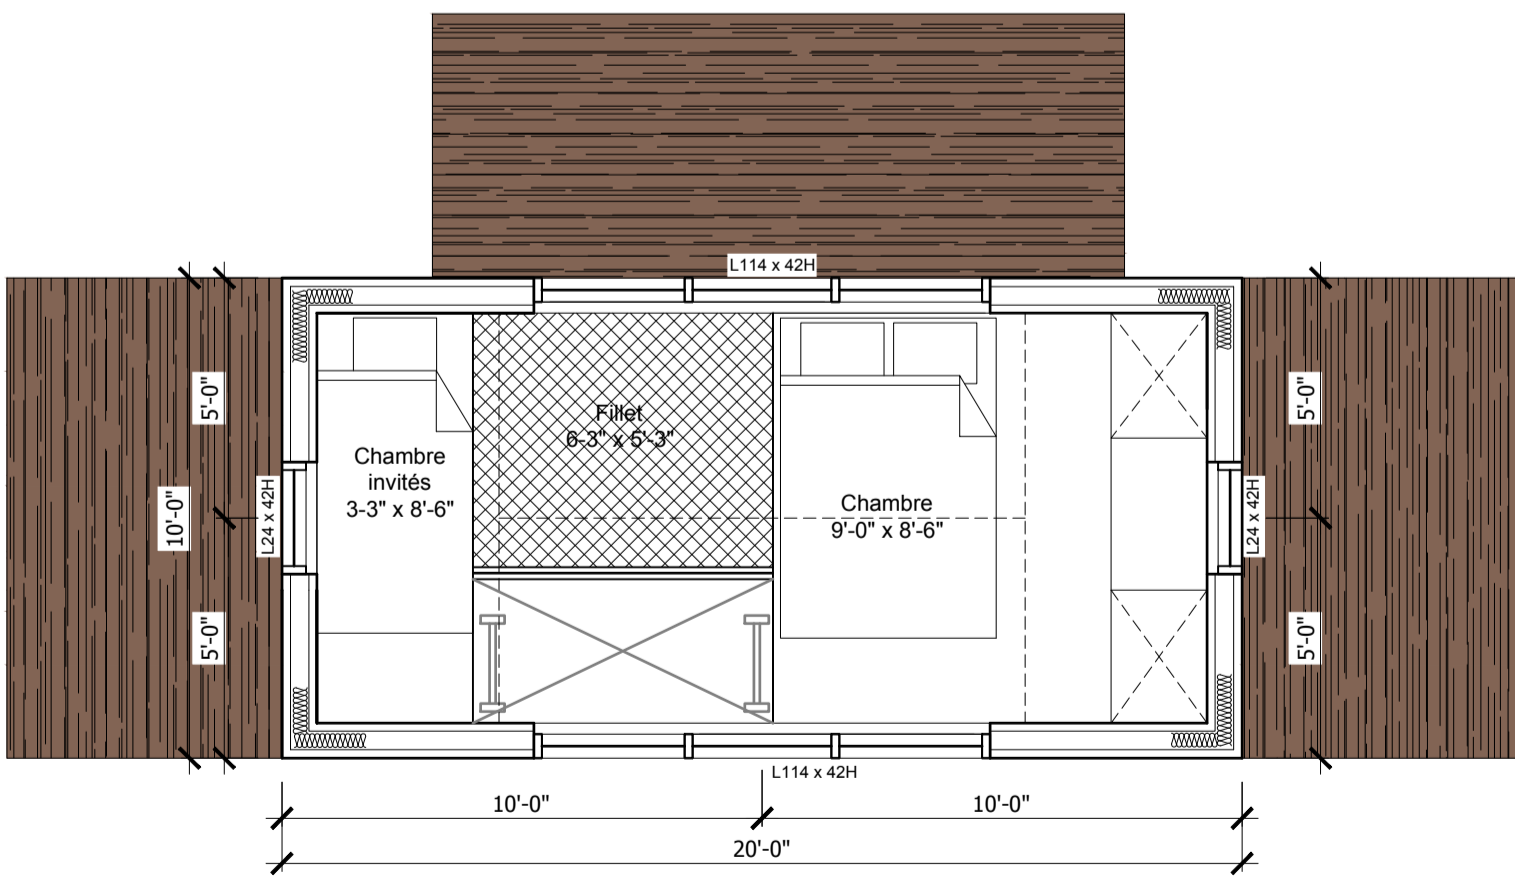 L114 x 42H
5'-0"
5'-0"
Fillet
6-3" x 5'-3"
Chambre
invités
3-3" x 8'-6"
Chambre
9'-0" x 8'-6"
10'-0"
L24 x 42H
L24 x 42H
5'-0"
5'-0"
L114 x 42H
10'-0"
10'-0"
20'-0"